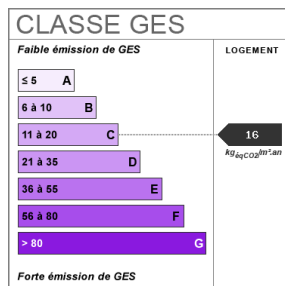 CLASSE GES
Faible émission de GES
LOGEMENT
≤ 5 A
6 à 10 B
11 à 20 C
16
kgéqCO2/m².an
21 à 35 D
36 à 55 E
56 à 80 F
> 80 G
Forte émission de GES